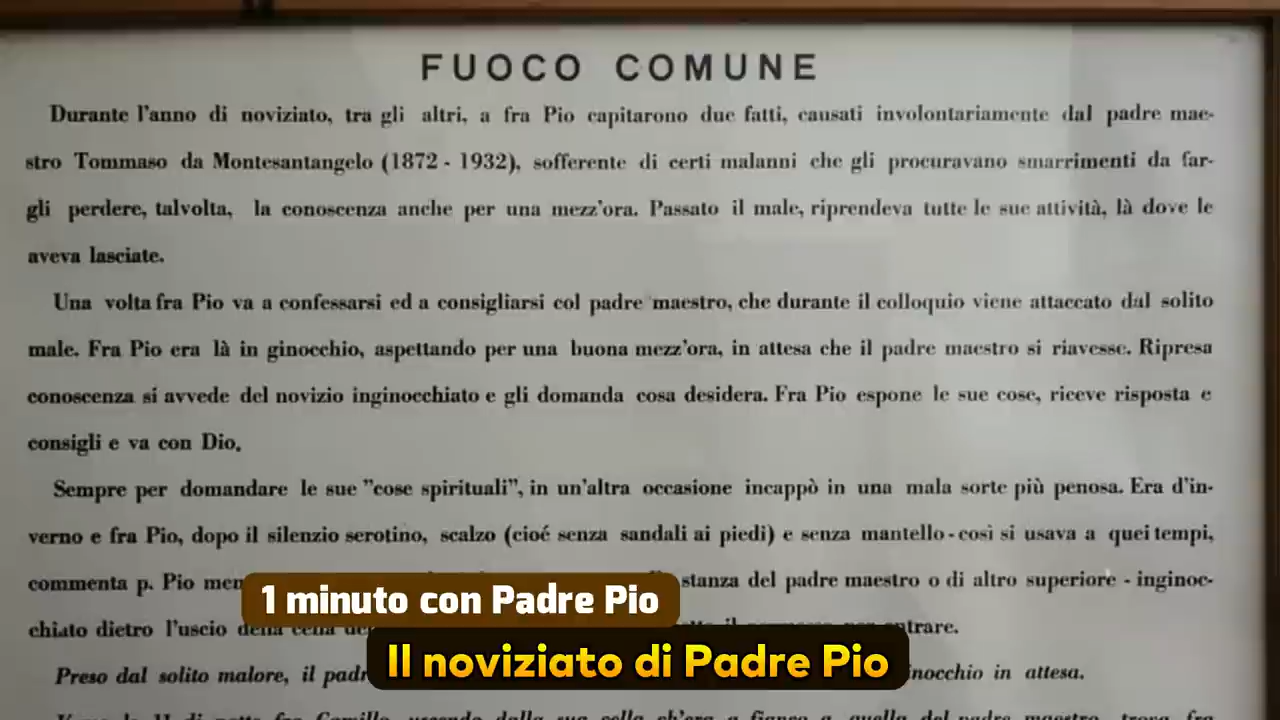 FUOCO COMUNE
Durante l'anno di noviziato, tra gli altri, a fra Pio capitarono due fatti, causati involontariamente dal padre mae-
stro Tommaso da Montesantangelo (1872 - 1932), sofferente di certi malanni che gli procuravano smarrimenti da far-
gli perdere, talvolta, la conoscenza anche per una mezz'ora. Passato il male, riprendeva tutte le sue attività, là dove le
aveva lasciate.
Una volta fra Pio va a confessarsi ed a consigliarsi col padre maestro, che durante il colloquio viene attaccato dal solito
male. Fra Pio era là in ginocchio, aspettando per una buona mezz'ora, in attesa che il padre maestro si riavesse. Ripresa
conoscenza si avvede del novizio inginocchiato e gli domanda cosa desidera. Fra Pio espone le sue cose, riceve risposta e
consigli e va con Dio.
Sempre per domandare le sue "cose spirituali", in un'altra occasione incappò in una mala sorte più penosa. Era d'in-
verno e fra Pio, dopo il silenzio serotino, scalzo (cioé senza sandali ai piedi) e senza mantello - così si usava a quei tempi,
commenta p. Pio stanza del padre maestro o di altro superiore - inginoc-
1 minuto con Padre Pio
chiato dietro l'uscio entrare.
Il noviziato di Padre Pio
Preso dal solito malore, il in attesa.